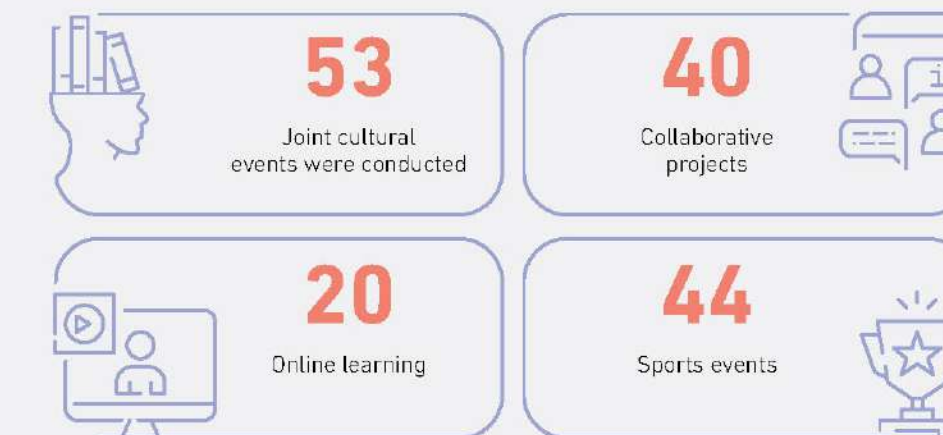 53
Joint cultural
events were conducted
40
Collaborative
projects
20
Online learning
44
Sports events